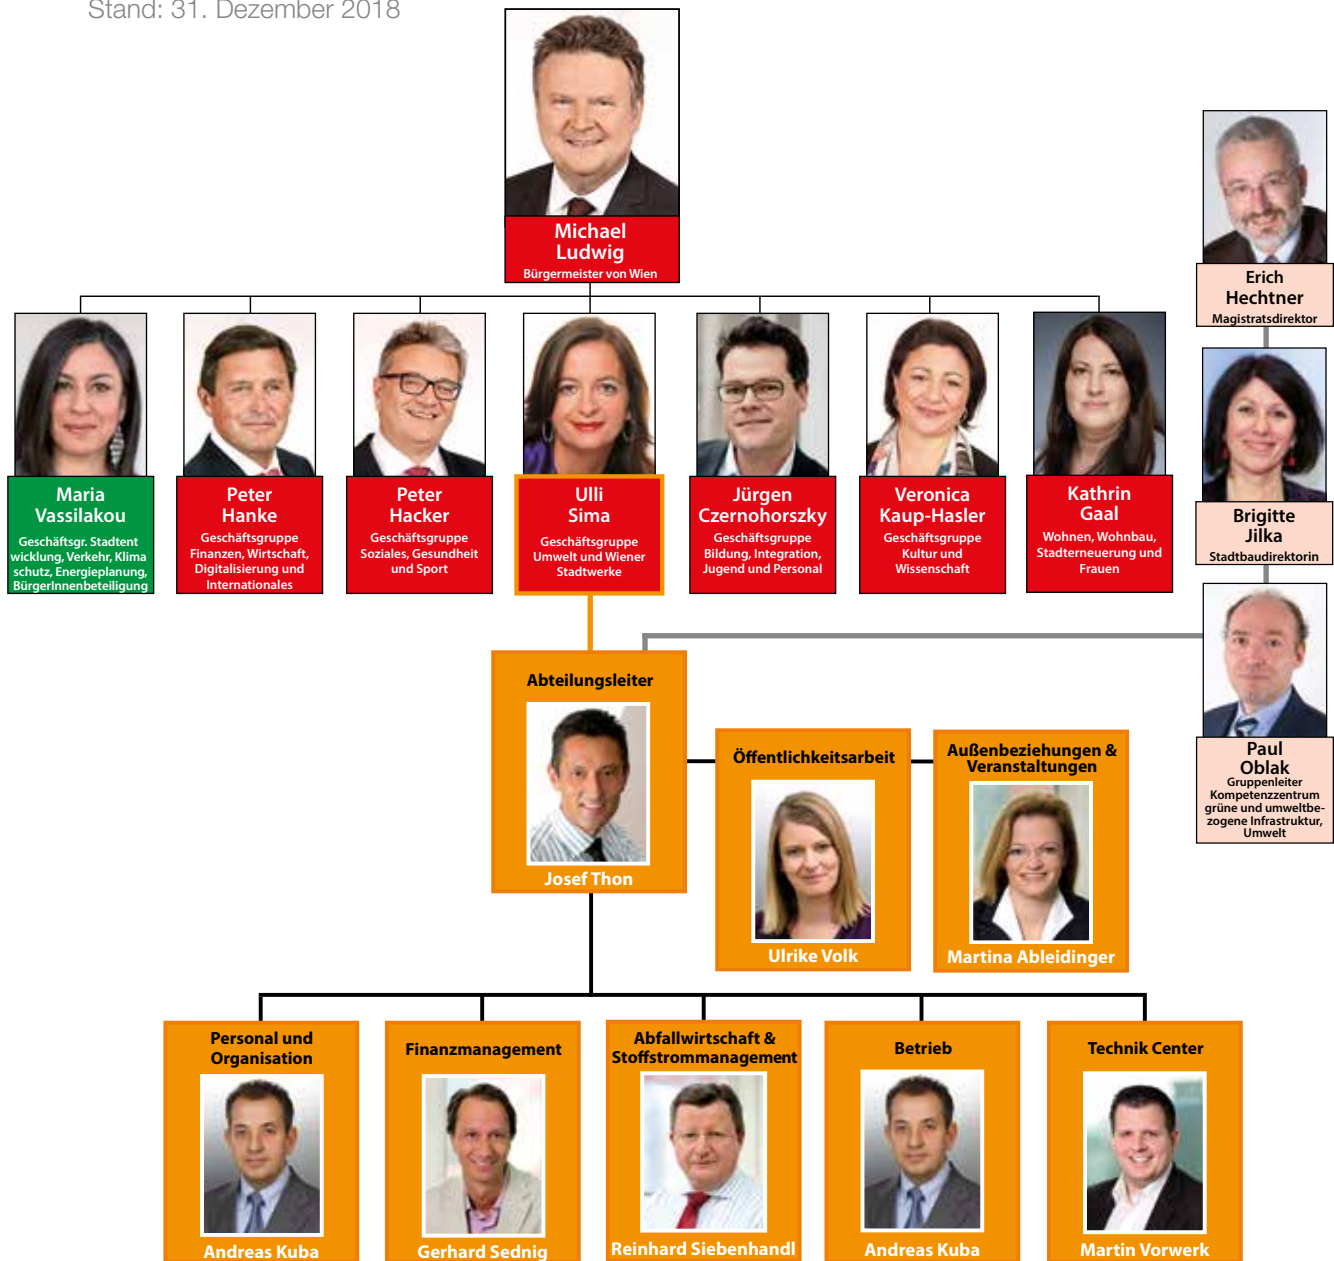 Stand: 31. Dezember 2018
Michael
Ludwig
Bürgermeister von Wien
Erich
Hechtner
Magistratsdirektor
Maria
Vassilakou
Geschäftsgr. Stadtent
wicklung, Verkehr, Klima
schutz, Energieplanung,
BürgerInnenbeteiligung
Peter
Hanke
Geschäftsgruppe
Finanzen, Wirtschaft,
Digitalisierung und
Internationales
Peter
Hacker
Geschäftsgruppe
Soziales, Gesundheit
und Sport
Ulli
Sima
Geschäftsgruppe
Umwelt und Wiener
Stadtwerke
Jürgen
Czernohorszky
Geschäftsgruppe
Bildung, Integration,
Jugend und Personal
Veronica
Kaup-Hasler
Geschäftsgruppe
Kultur und
Wissenschaft
Kathrin
Gaal
Wohnen, Wohnbau,
Stadterneuerung und
Frauen
Brigitte
Jilka
Stadtbaudirektorin
Paul
Oblak
Gruppenleiter
Kompetenzzentrum
grüne und umweltbe-
zogene Infrastruktur,
Umwelt
Abteilungsleiter
Josef Thon
Öffentlichkeitsarbeit
Ulrike Volk
Außenbeziehungen &
Veranstaltungen
Martina Ableidinger
Personal und
Organisation
Andreas Kuba
Finanzmanagement
Gerhard Sednig
Abfallwirtschaft &
Stoffstrommanagement
Reinhard Siebenhandl
Betrieb
Andreas Kuba
Technik Center
Martin Vorwerk